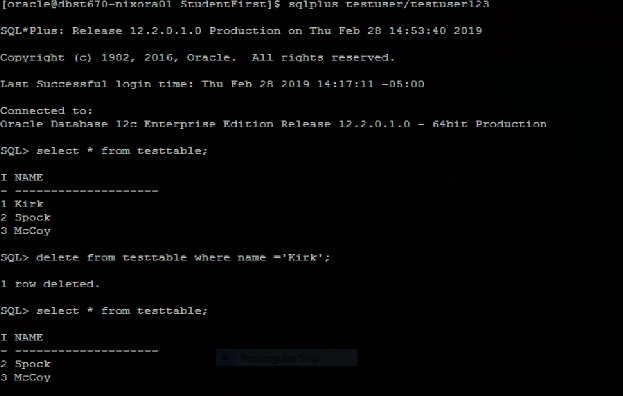 [oracle@dbst670-nixora01 StudentFirst]$ sqlplus testuser/testuser123
SQL*Plus: Release 12.2.0.1.0 Production on Thu Feb 28 14:53:40 2019
Copyright (c) 1982, 2016, Oracle.  All rights reserved.
Last Successful login time: Thu Feb 28 2019 14:17:11 -05:00
Connected to:
Oracle Database 12c Enterprise Edition Release 12.2.0.1.0 - 64bit Production
SQL> select * from testtable;
I NAME
- --------------------
1 Kirk
2 Spock
3 McCoy
SQL> delete from testtable where name ='Kirk';
1 row deleted.
SQL> select * from testtable;
I NAME
- --------------------
Rectangular Snip
2 Spock
3 McCoy